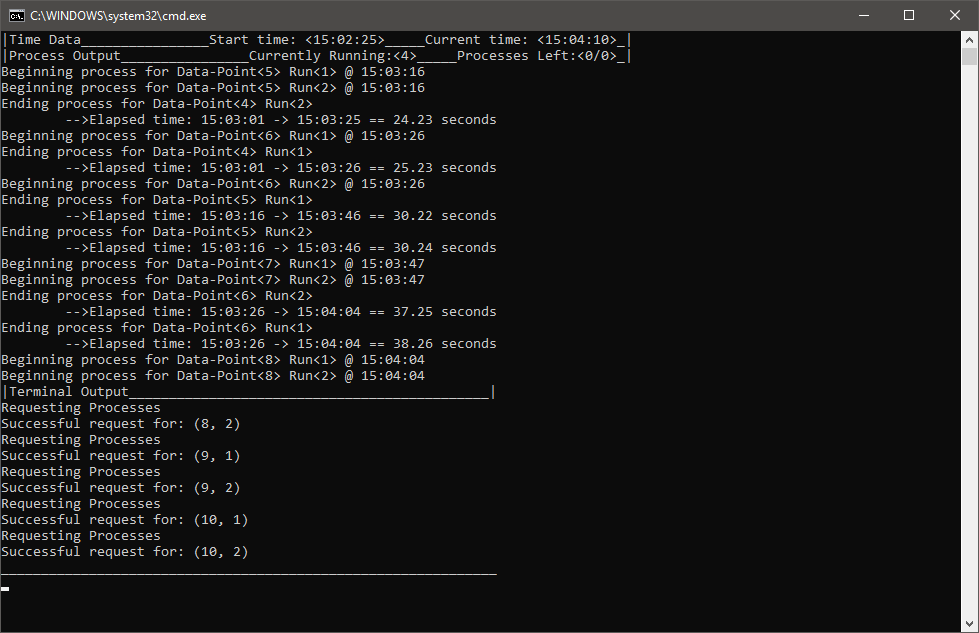 C:\WINDOWS\system32\cmd.exe
|Time Data________________Start time: <15:02:25>_____Current time: <15:04:10>_|
|Process Output________________Currently Running:<4>_____Processes Left:<0/0>_|
Beginning process for Data-Point<5> Run<1> @ 15:03:16
Beginning process for Data-Point<5> Run<2> @ 15:03:16
Ending process for Data-Point<4> Run<2>
        -->Elapsed time: 15:03:01 -> 15:03:25 == 24.23 seconds
Beginning process for Data-Point<6> Run<1> @ 15:03:26
Ending process for Data-Point<4> Run<1>
        -->Elapsed time: 15:03:01 -> 15:03:26 == 25.23 seconds
Beginning process for Data-Point<6> Run<2> @ 15:03:26
Ending process for Data-Point<5> Run<1>
        -->Elapsed time: 15:03:16 -> 15:03:46 == 30.22 seconds
Ending process for Data-Point<5> Run<2>
        -->Elapsed time: 15:03:16 -> 15:03:46 == 30.24 seconds
Beginning process for Data-Point<7> Run<1> @ 15:03:47
Beginning process for Data-Point<7> Run<2> @ 15:03:47
Ending process for Data-Point<6> Run<2>
        -->Elapsed time: 15:03:26 -> 15:04:04 == 37.25 seconds
Ending process for Data-Point<6> Run<1>
        -->Elapsed time: 15:03:26 -> 15:04:04 == 38.26 seconds
Beginning process for Data-Point<8> Run<1> @ 15:04:04
Beginning process for Data-Point<8> Run<2> @ 15:04:04
|Terminal Output_____________________________________________|
Requesting Processes
Successful request for: (8, 2)
Requesting Processes
Successful request for: (9, 1)
Requesting Processes
Successful request for: (9, 2)
Requesting Processes
Successful request for: (10, 1)
Requesting Processes
Successful request for: (10, 2)
______________________________________________________________